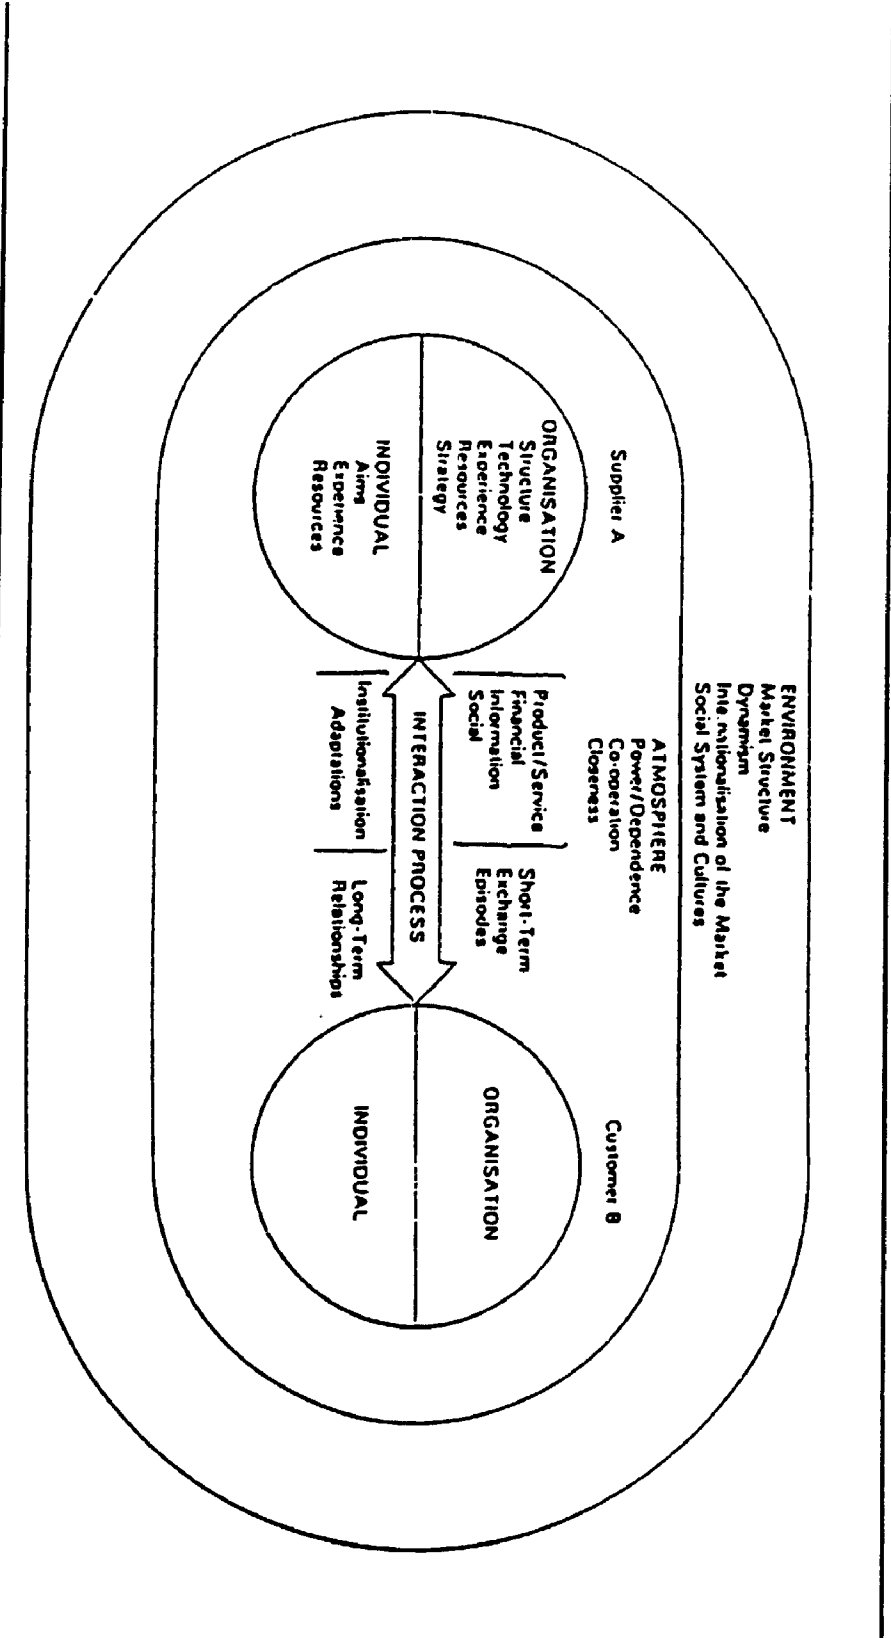 ENVIRONMENT
Market Structure
Dynamism
Internationalisation of the Market
Social System and Cultures
ATMOSPHERE
Power/Dependence
Co-operation
Closeness
Supplier A
ORGANISATION
Structure
Technology
Experience
Resources
Strategy
INDIVIDUAL
Aims
Experience
Resources
Product/Service
Financial
Information
Social
Short-Term
Exchange
Episodes
INTERACTION PROCESS
Institutionalisation
Adaptations
Long-Term
Relationships
Customer B
ORGANISATION
INDIVIDUAL